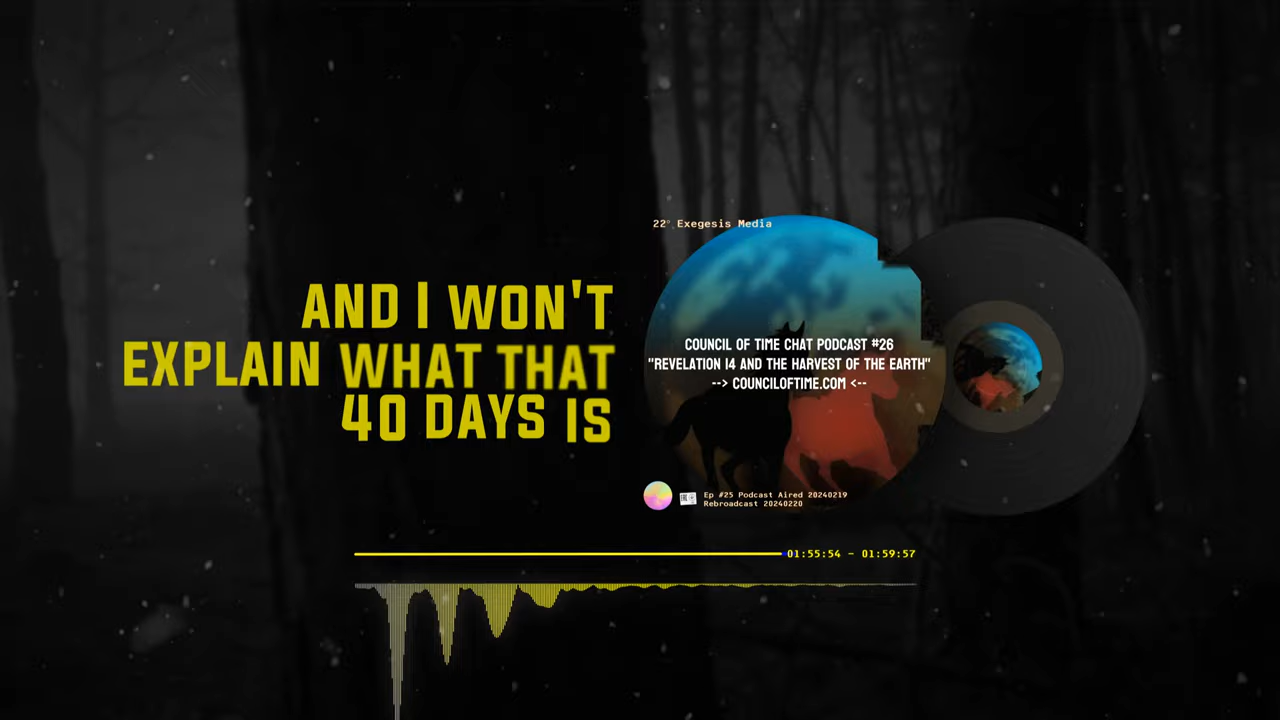 22° Exegesis Media
AND I WON'T
EXPLAIN WHAT THAT
40 DAYS IS
COUNCIL OF TIME CHAT PODCAST #26
"REVELATION 14 AND THE HARVEST OF THE EARTH"
--> COUNCILOFTIME.COM <--
Ep #25 Podcast Aired 20240219
Rebroadcast 20240220
01:55:54 - 01:59:57